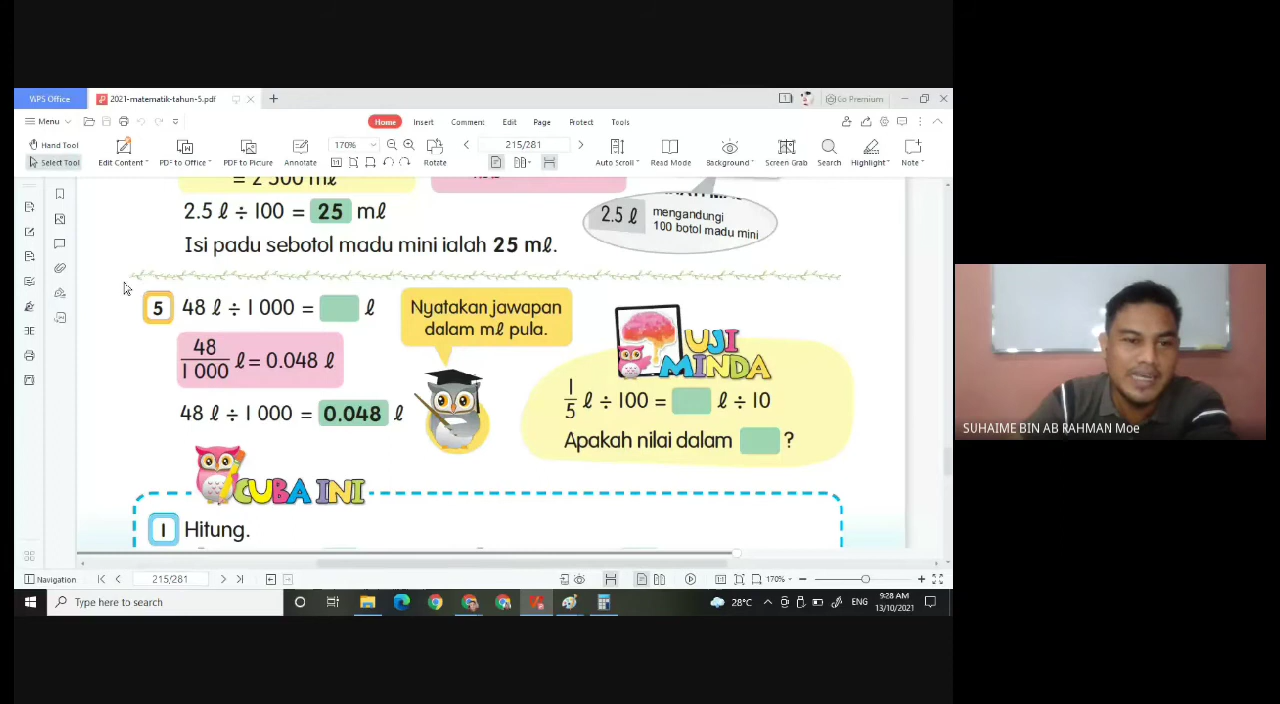 WPS Office
2021-matematik-tahun-5.pdf
Go Premium
Menu
Home
Insert
Comment
Edit
Page
Protect
Tools
Hand Tool
Select Tool
Edit Content
PDF to Office
PDF to Picture
Annotate
170%
Rotate
215/281
Auto Scroll
Read Mode
Background
Screen Grab
Search
Highlight
Note
= 2 500 mℓ
2.5 ℓ ÷ 100 = 25 mℓ
Isi padu sebotol madu mini ialah 25 mℓ.
2.5 ℓ
mengandungi
100 botol madu mini
5 48 ℓ ÷ 1 000 = ℓ
48
1 000 ℓ = 0.048 ℓ
48 ℓ ÷ 1 000 = 0.048 ℓ
Nyatakan jawapan
dalam mℓ pula.
UJI
MINDA
1
5 ℓ ÷ 100 = ℓ ÷ 10
Apakah nilai dalam ?
CUBA INI
1 Hitung.
Navigation
215/281
170%
Type here to search
28°C
ENG
9:28 AM
13/10/2021
SUHAIME BIN AB RAHMAN Moe